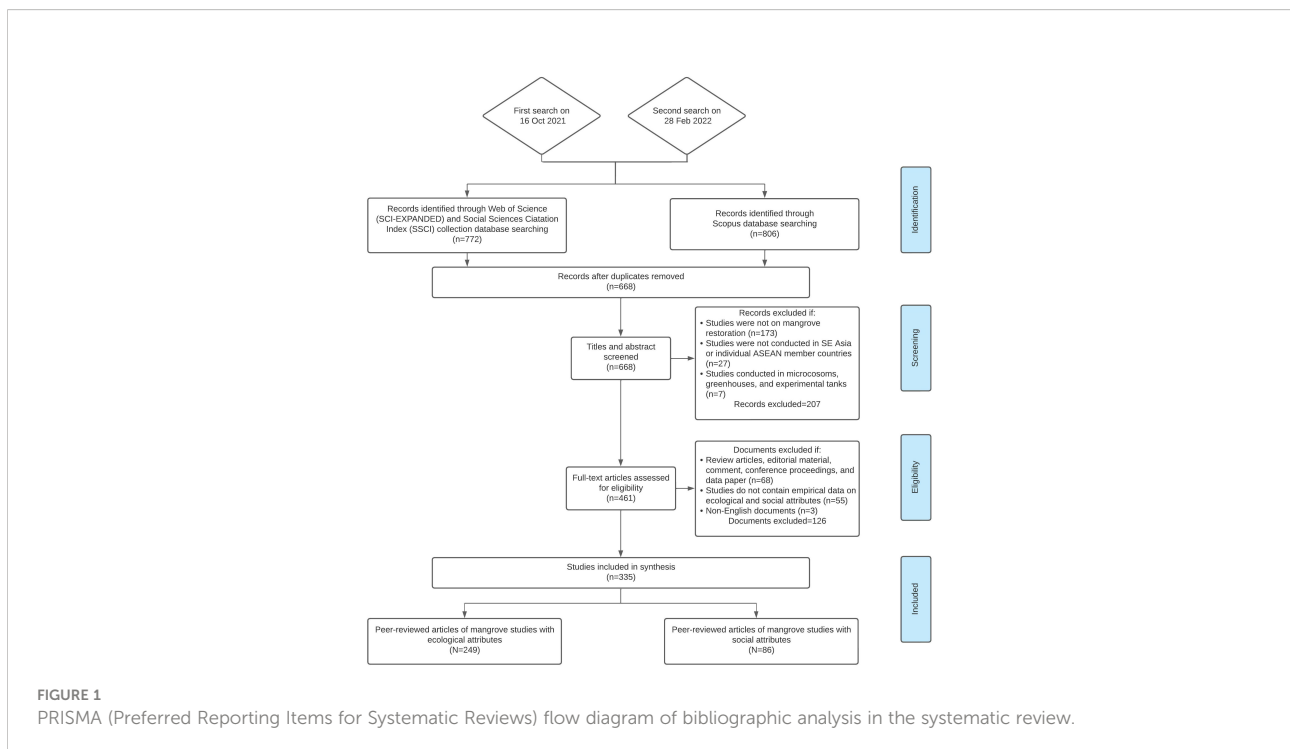 First search on
16 Oct 2021
Second search on
28 Feb 2022
Records identified through Web of Science
(SCI-EXPANDED) and Social Sciences Ciatation
Index (SSCI) collection database searching
(n=772)
Records identified through
Scopus database searching
(n=806)
Identification
Records after duplicates removed
(n=668)
Titles and abstract
screened
(n=668)
Records excluded if:
• Studies were not on mangrove
restoration (n=173)
• Studies were not conducted in SE Asia
or individual ASEAN member countries
(n=27)
• Studies conducted in microcosoms,
greenhouses, and experimental tanks
(n=7)
Records excluded=207
Screening
Full-text articles assessed
for eligibility
(n=461)
Documents excluded if:
• Review articles, editorial material,
comment, conference proceedings, and
data paper (n=68)
• Studies do not contain empirical data on
ecological and social attributes (n=55)
• Non-English documents (n=3)
Documents excluded=126
Eligibility
Studies included in synthesis
(n=335)
Peer-reviewed articles of mangrove studies with
ecological attributes
(N=249)
Peer-reviewed articles of mangrove studies with
social attributes
(N=86)
Included
FIGURE 1
PRISMA (Preferred Reporting Items for Systematic Reviews) flow diagram of bibliographic analysis in the systematic review.